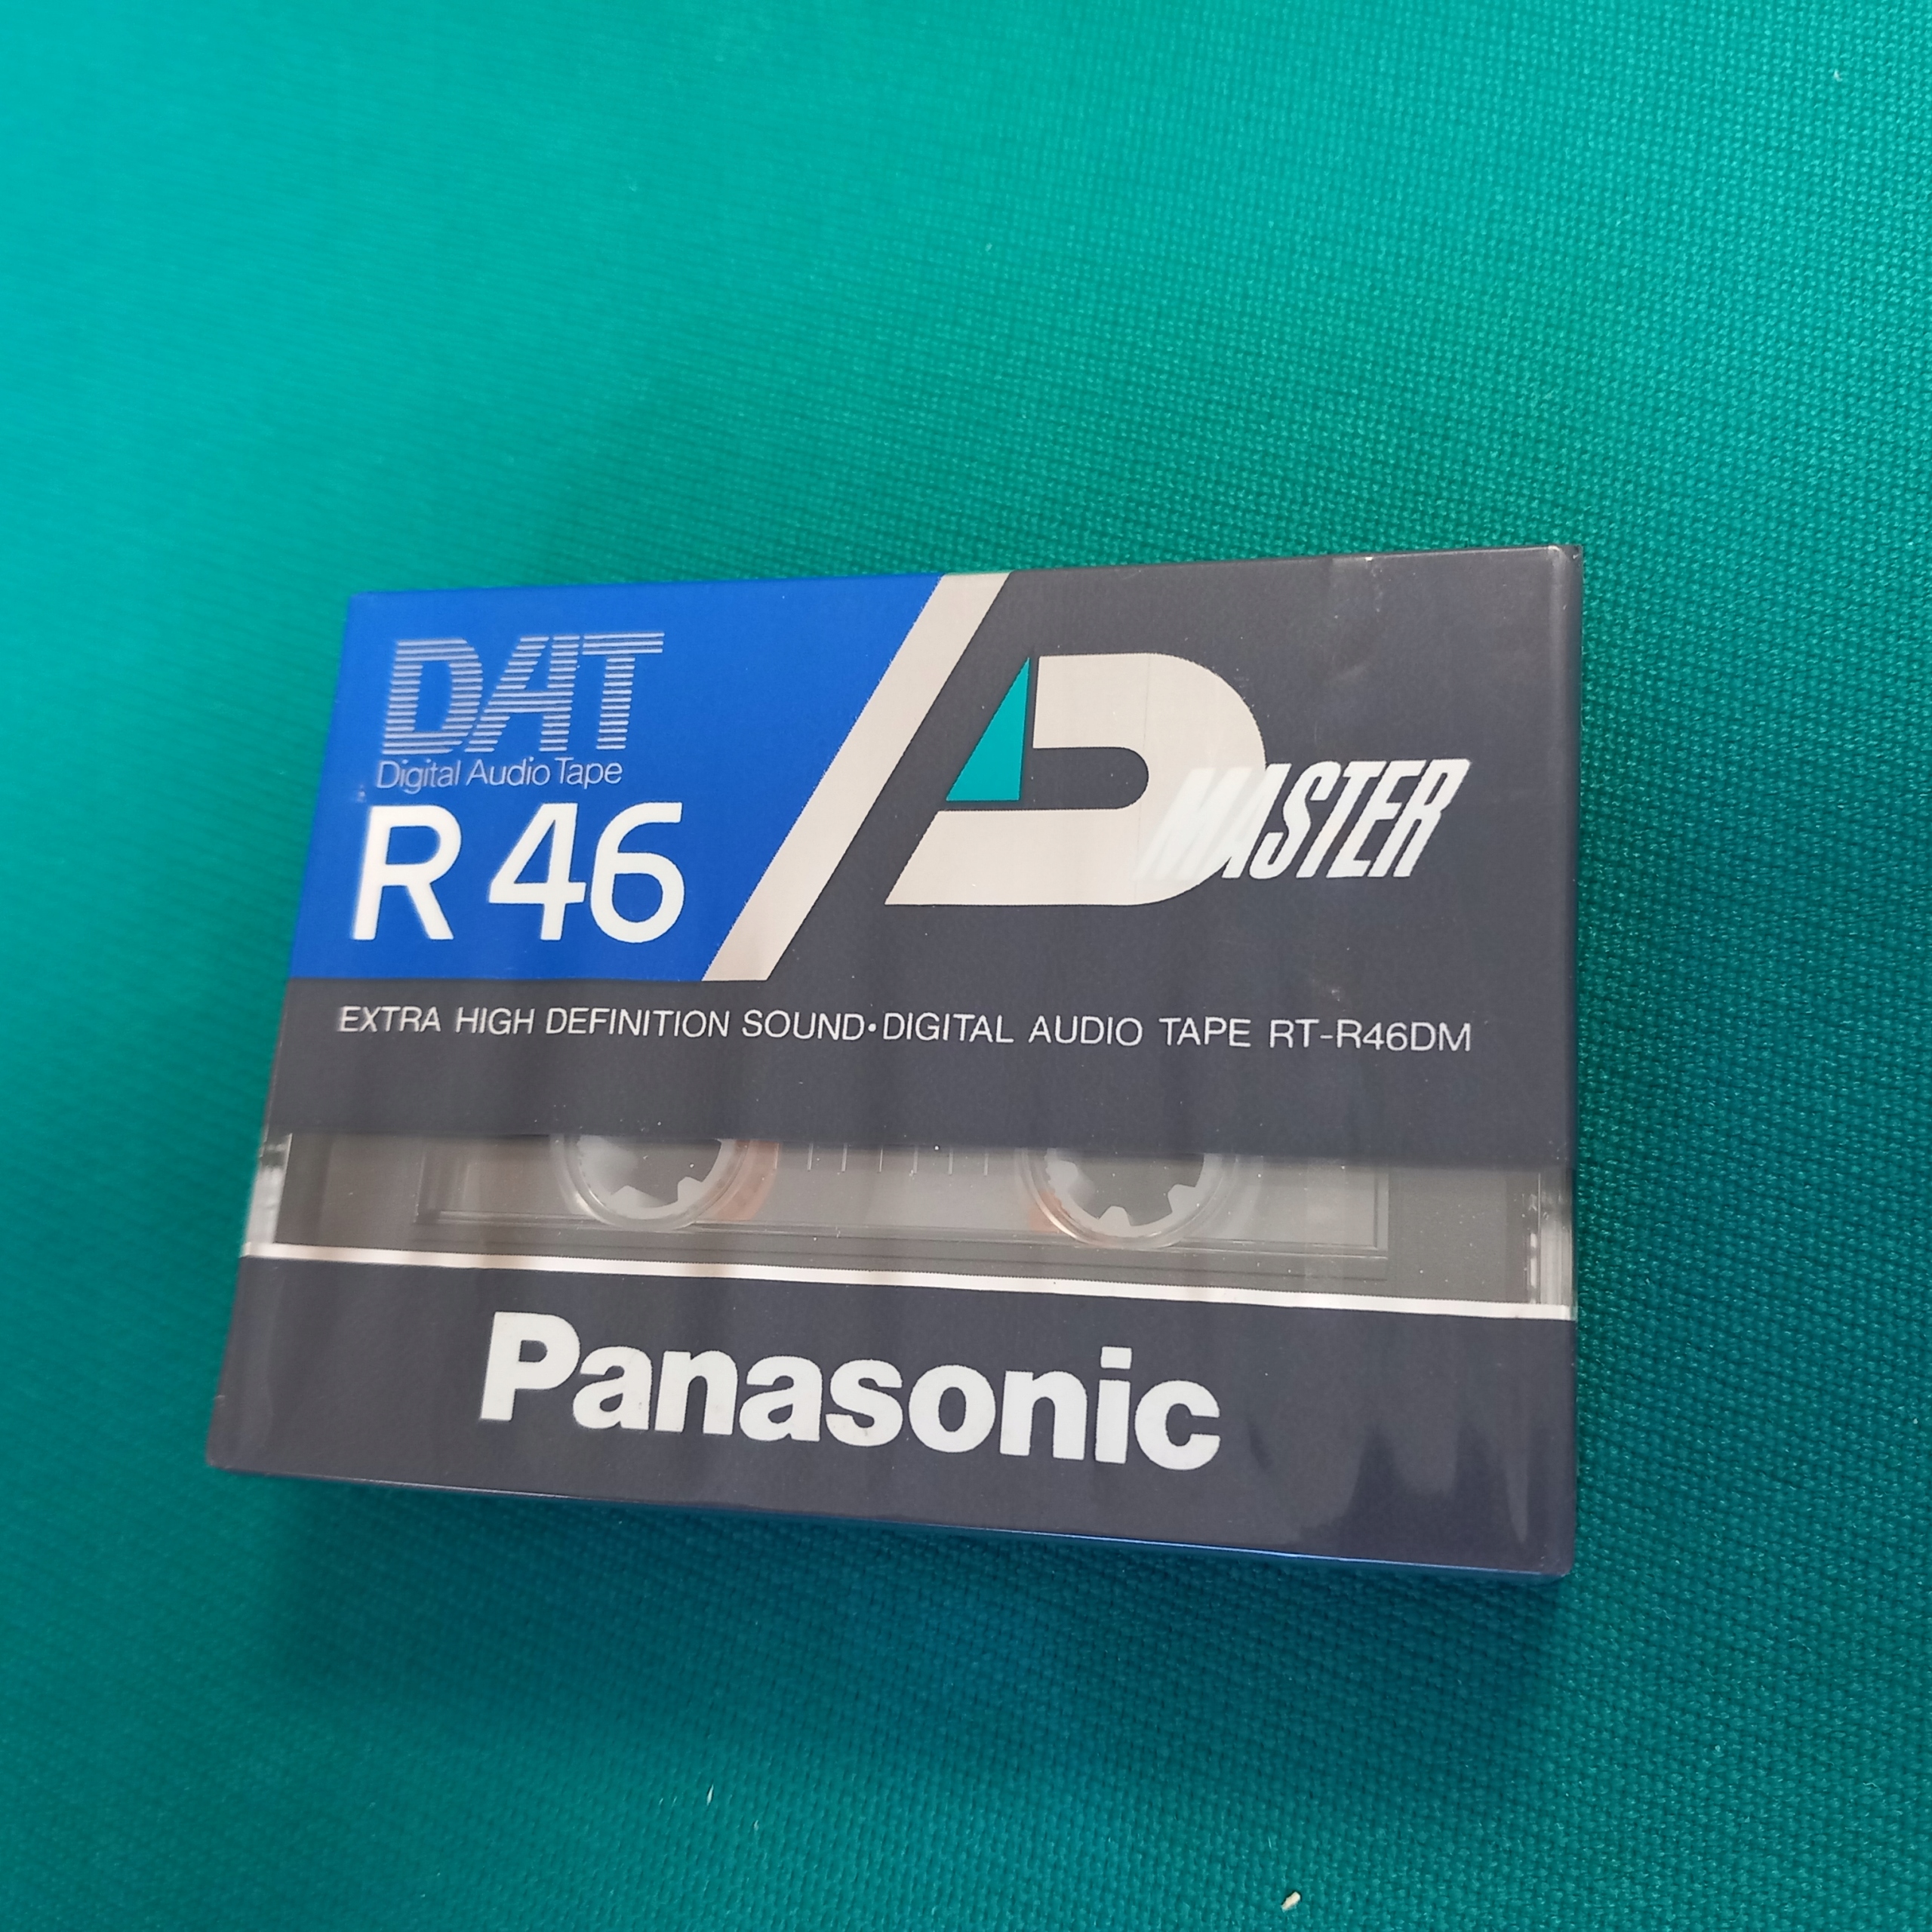 DAT
Digital Audio Tape
R 46
D MASTER
EXTRA HIGH DEFINITION SOUND•DIGITAL AUDIO TAPE RT-R46DM
Panasonic